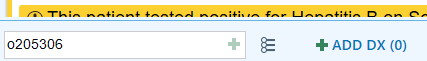 This patient tested positive for Hepatitis B on
o205306 ADD DX (0)